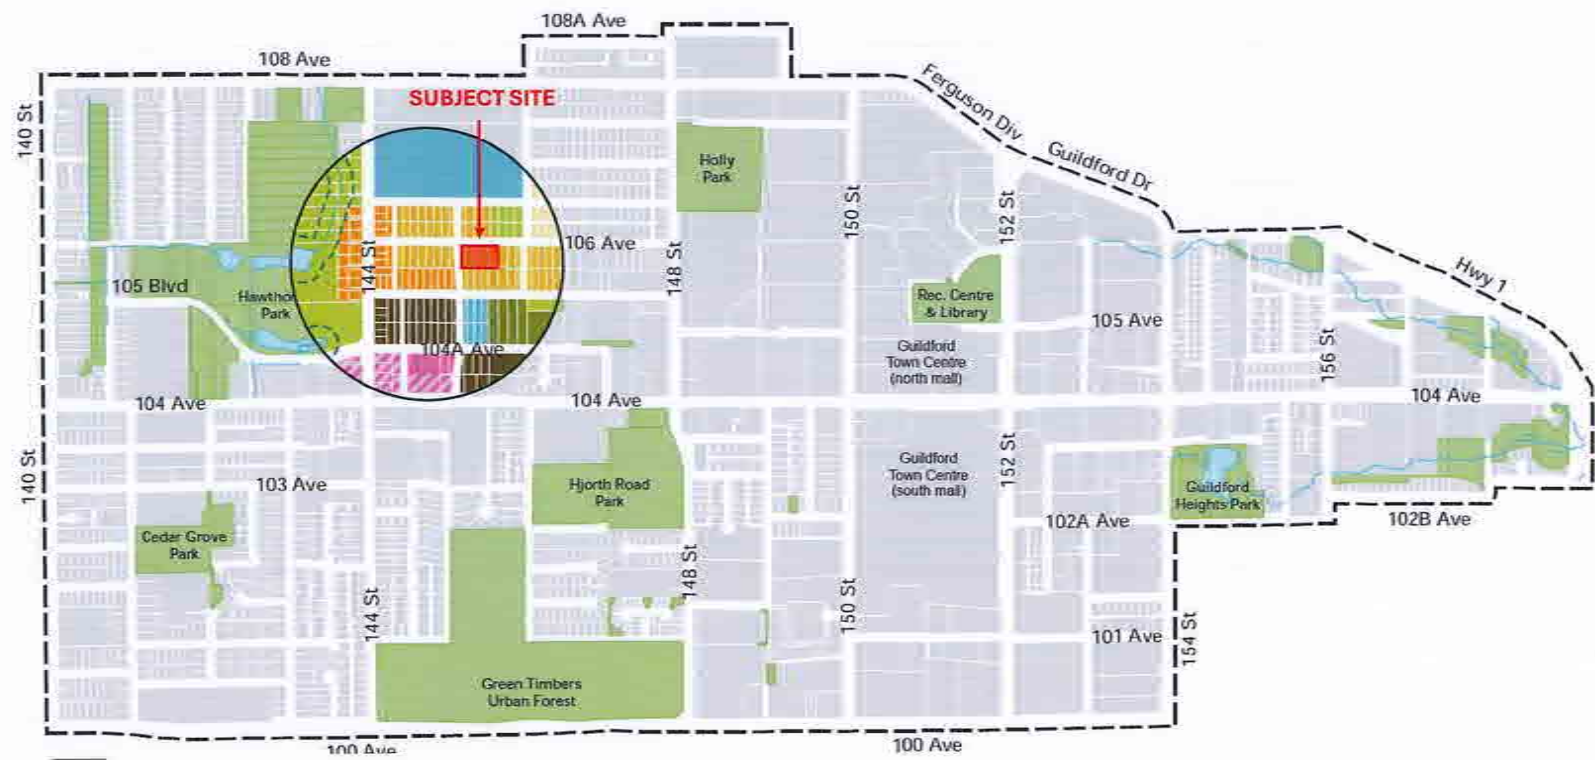 108A Ave
108 Ave
Ferguson Div
SUBJECT SITE
140 St
Guildford Dr
Holly
Park
150 St
152 St
106 Ave
144 St
148 St
Hwy 1
105 Blvd
Hawthor
Park
Rec. Centre
& Library
105 Ave
104A Ave
Guildford
Town Centre
(north mall)
156 St
104 Ave
104 Ave
104 Ave
140 St
152 St
Guildford
Town Centre
(south mall)
103 Ave
Hjorth Road
Park
Guildford
Heights Park
102A Ave
102B Ave
Cedar Grove
Park
148 St
144 St
150 St
101 Ave
154 St
Green Timbers
Urban Forest
100 Ave
100 Ave